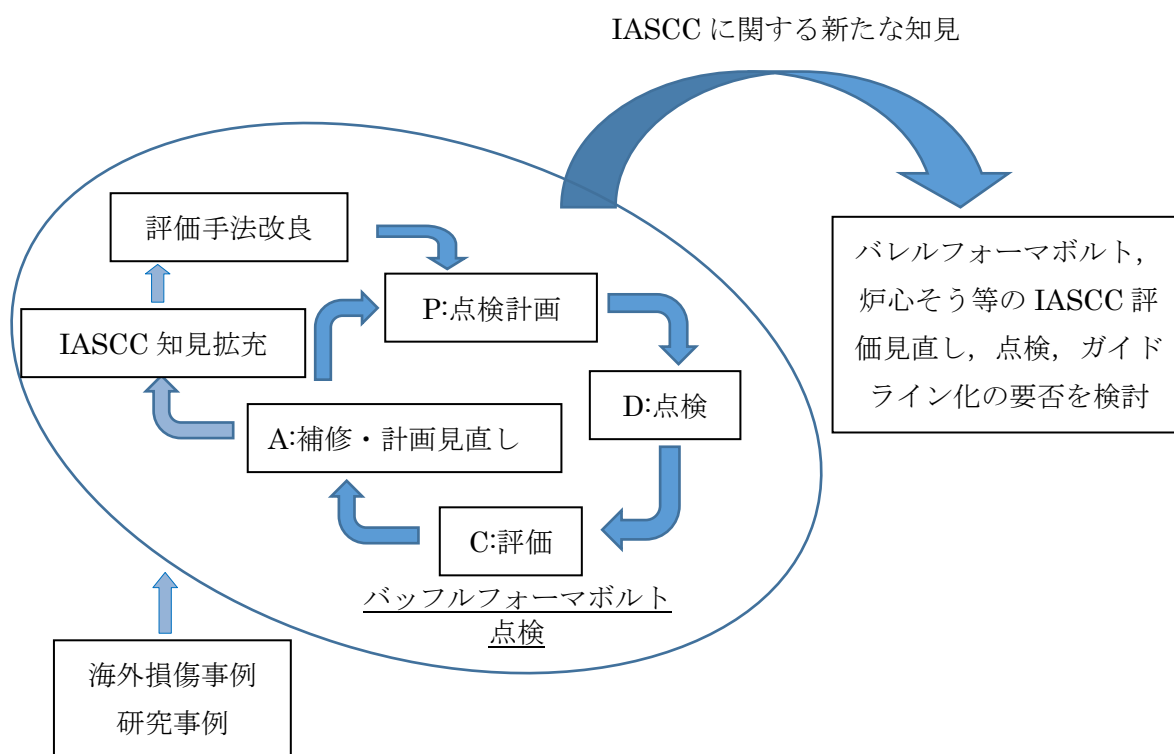 IASCC に関する新たな知見
評価手法改良
P:点検計画
IASCC 知見拡充
D:点検
A:補修・計画見直し
C:評価
バッフルフォーマボルト
点検
海外損傷事例
研究事例
バレルフォーマボルト，
炉心そう等の IASCC 評
価見直し，点検，ガイド
ライン化の要否を検討